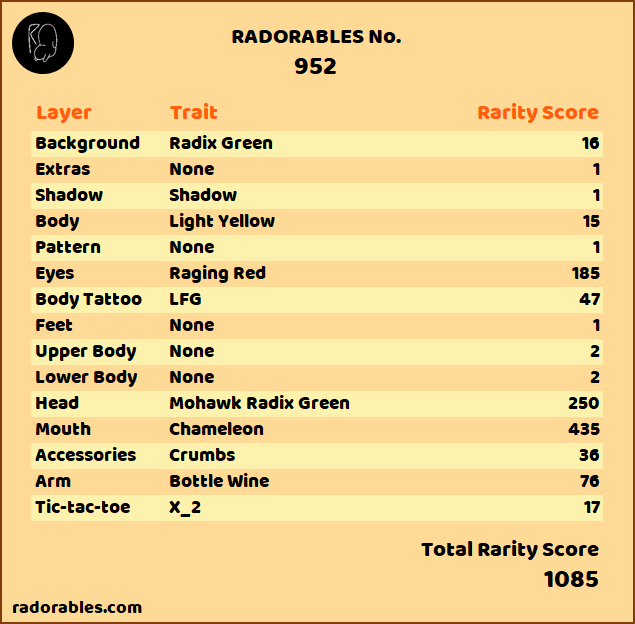 RADORABLES No.
952
Layer Trait Rarity Score
Background Radix Green 16
Extras None 1
Shadow Shadow 1
Body Light Yellow 15
Pattern None 1
Eyes Raging Red 185
Body Tattoo LFG 47
Feet None 1
Upper Body None 2
Lower Body None 2
Head Mohawk Radix Green 250
Mouth Chameleon 435
Accessories Crumbs 36
Arm Bottle Wine 76
Tic-tac-toe X_2 17
Total Rarity Score
1085
radorables.com